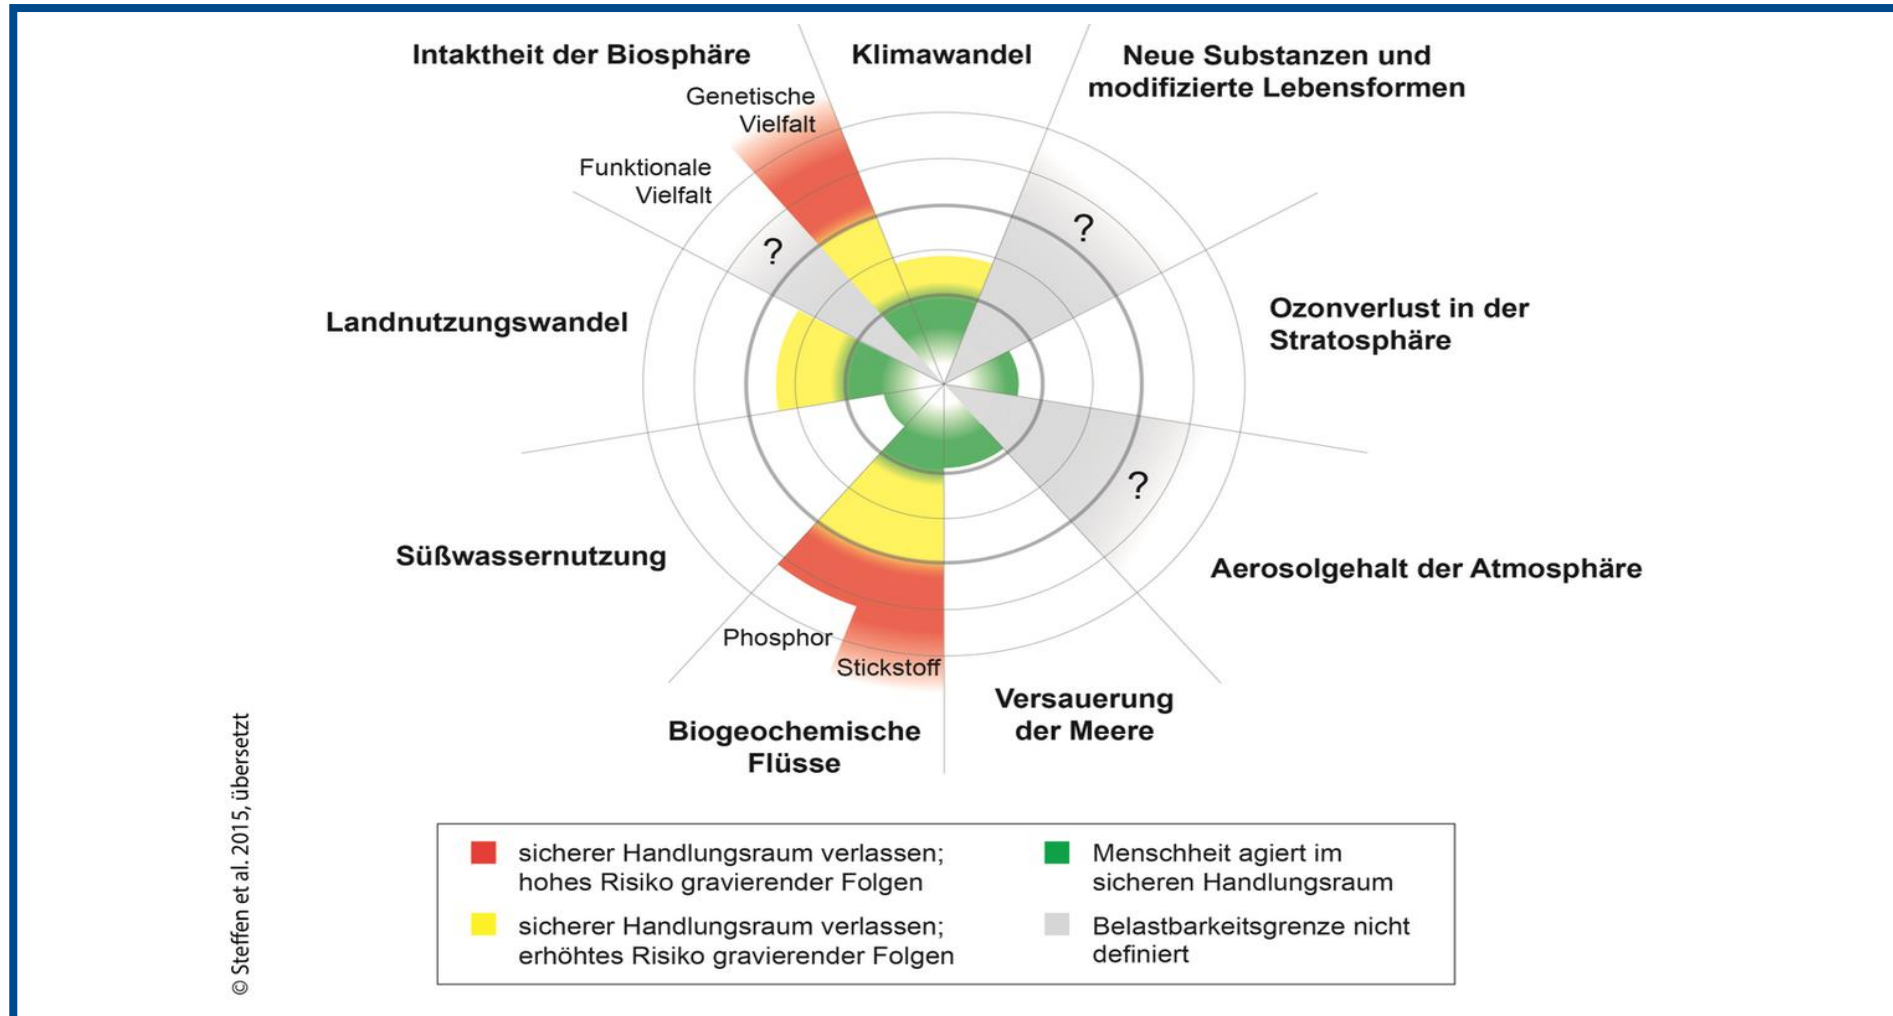 Intaktheit der Biosphäre
Klimawandel
Neue Substanzen und
modifizierte Lebensformen
Genetische
Vielfalt
Funktionale
Vielfalt
?
?
Landnutzungswandel
Ozonverlust in der
Stratosphäre
?
Süßwassernutzung
Aerosolgehalt der Atmosphäre
Phosphor
Stickstoff
Versauerung
der Meere
Biogeochemische
Flüsse
© Steffen et al. 2015, übersetzt
sicherer Handlungsraum verlassen;
hohes Risiko gravierender Folgen
sicherer Handlungsraum verlassen;
erhöhtes Risiko gravierender Folgen
Menschheit agiert im
sicheren Handlungsraum
Belastbarkeitsgrenze nicht
definiert